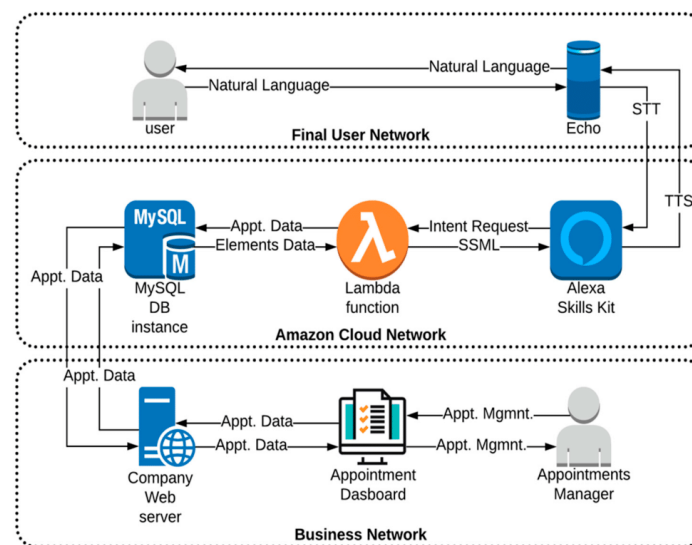 Natural Language
Natural Language
user
Echo
STT
Final User Network
TTS
MySQL
Appt. Data
Intent Request
Elements Data
SSML
M
Appt. Data
MySQL
DB
instance
Lambda
function
Alexa
Skills Kit
Amazon Cloud Network
Appt. Data
Appt. Data
Appt. Mgmnt.
Appt. Data
Appt. Mgmnt.
Company
Web
server
Appointment
Dasboard
Appointments
Manager
Business Network